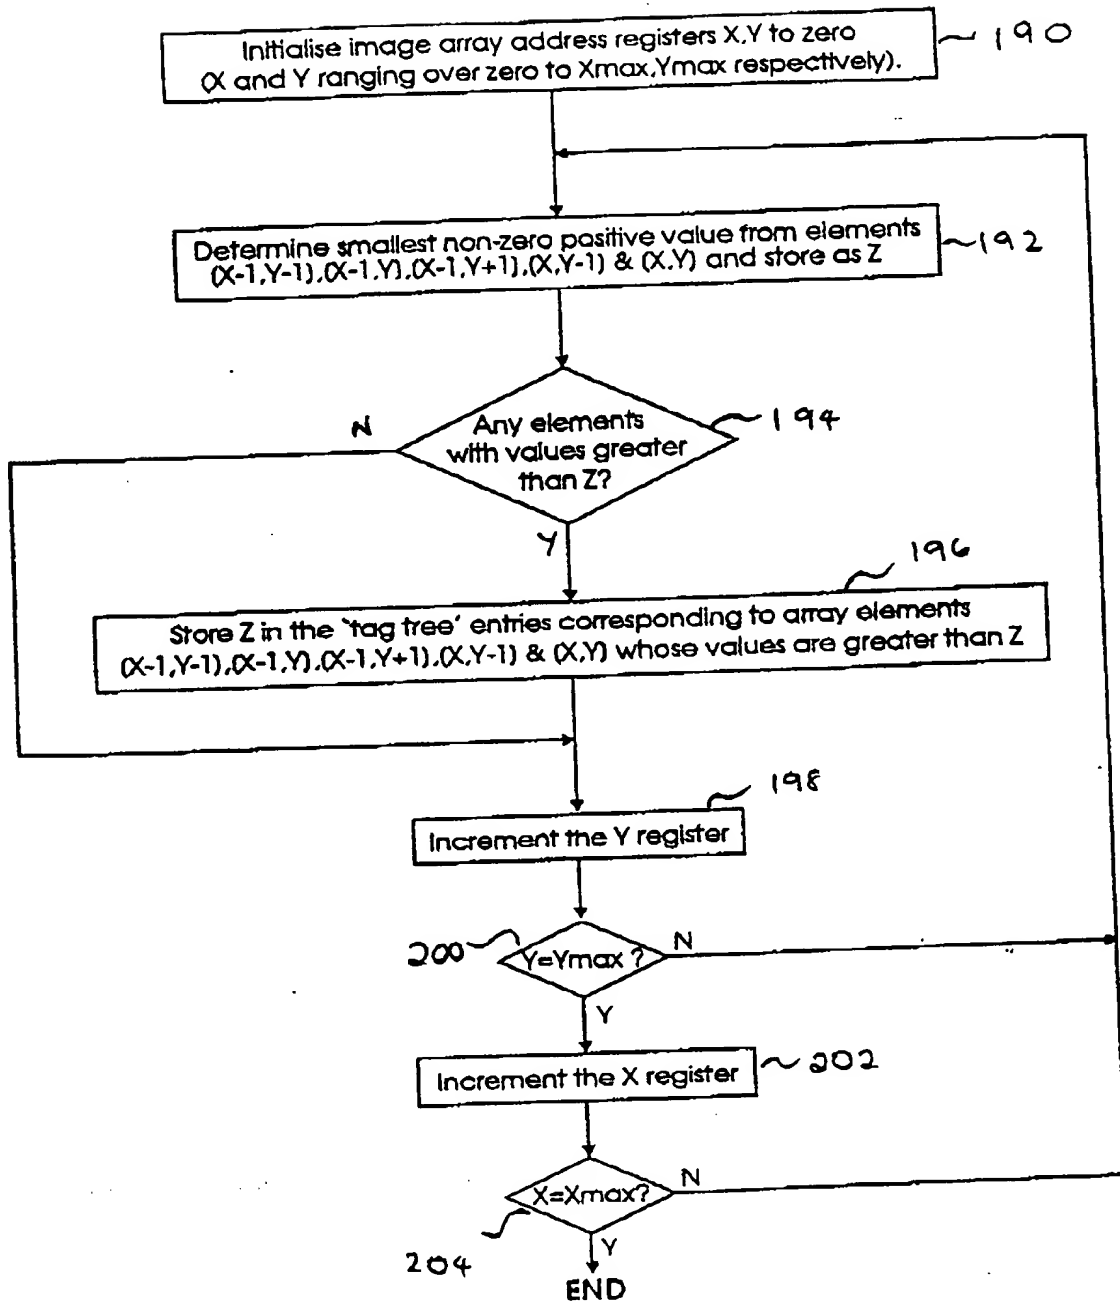 Initialise image array address registers X,Y to zero
(X and Y ranging over zero to Xmax,Ymax respectively).
190
Determine smallest non-zero positive value from elements
(X-1,Y-1),(X-1,Y),(X-1,Y+1),(X,Y-1) & (X,Y) and store as Z
192
Any elements
with values greater
than Z?
194
N
Y
196
Store Z in the 'tag tree' entries corresponding to array elements
(X-1,Y-1),(X-1,Y),(X-1,Y+1),(X,Y-1) & (X,Y) whose values are greater than Z
198
Increment the Y register
200
Y=Ymax ?
N
Y
Increment the X register
202
X=Xmax?
N
204
Y
END